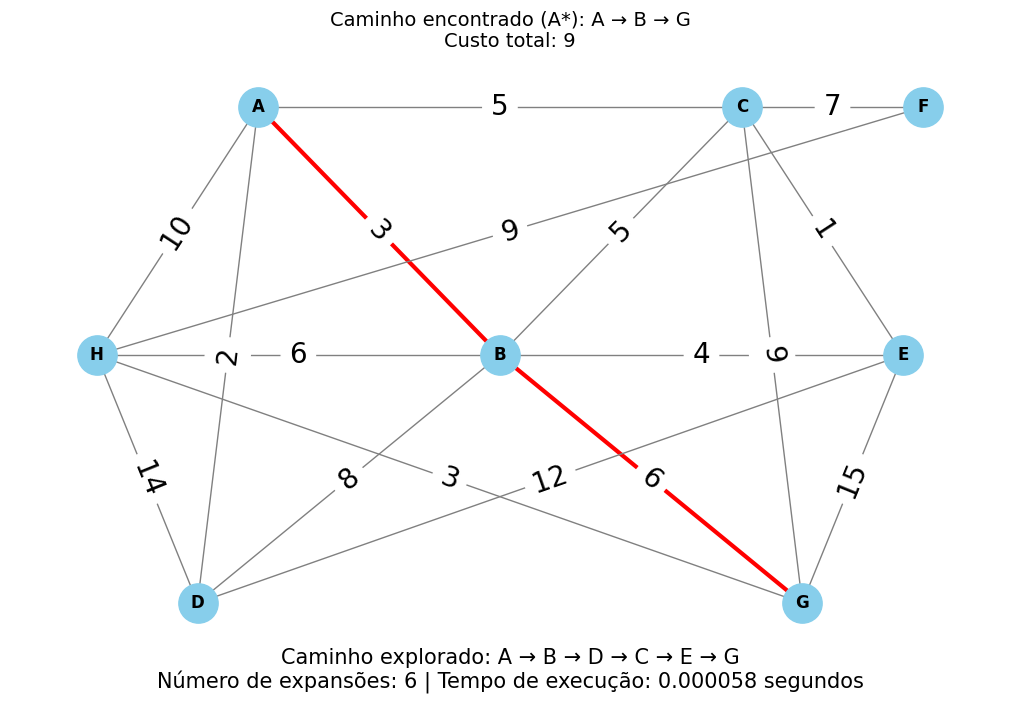 Caminho encontrado (A*): A → B → G
Custo total: 9
A
5
C
7
F
10
3
9
5
1
H
2
6
B
4
9
E
14
8
3
12
6
15
D
G
Caminho explorado: A → B → D → C → E → G
Número de expansões: 6 | Tempo de execução: 0.000058 segundos